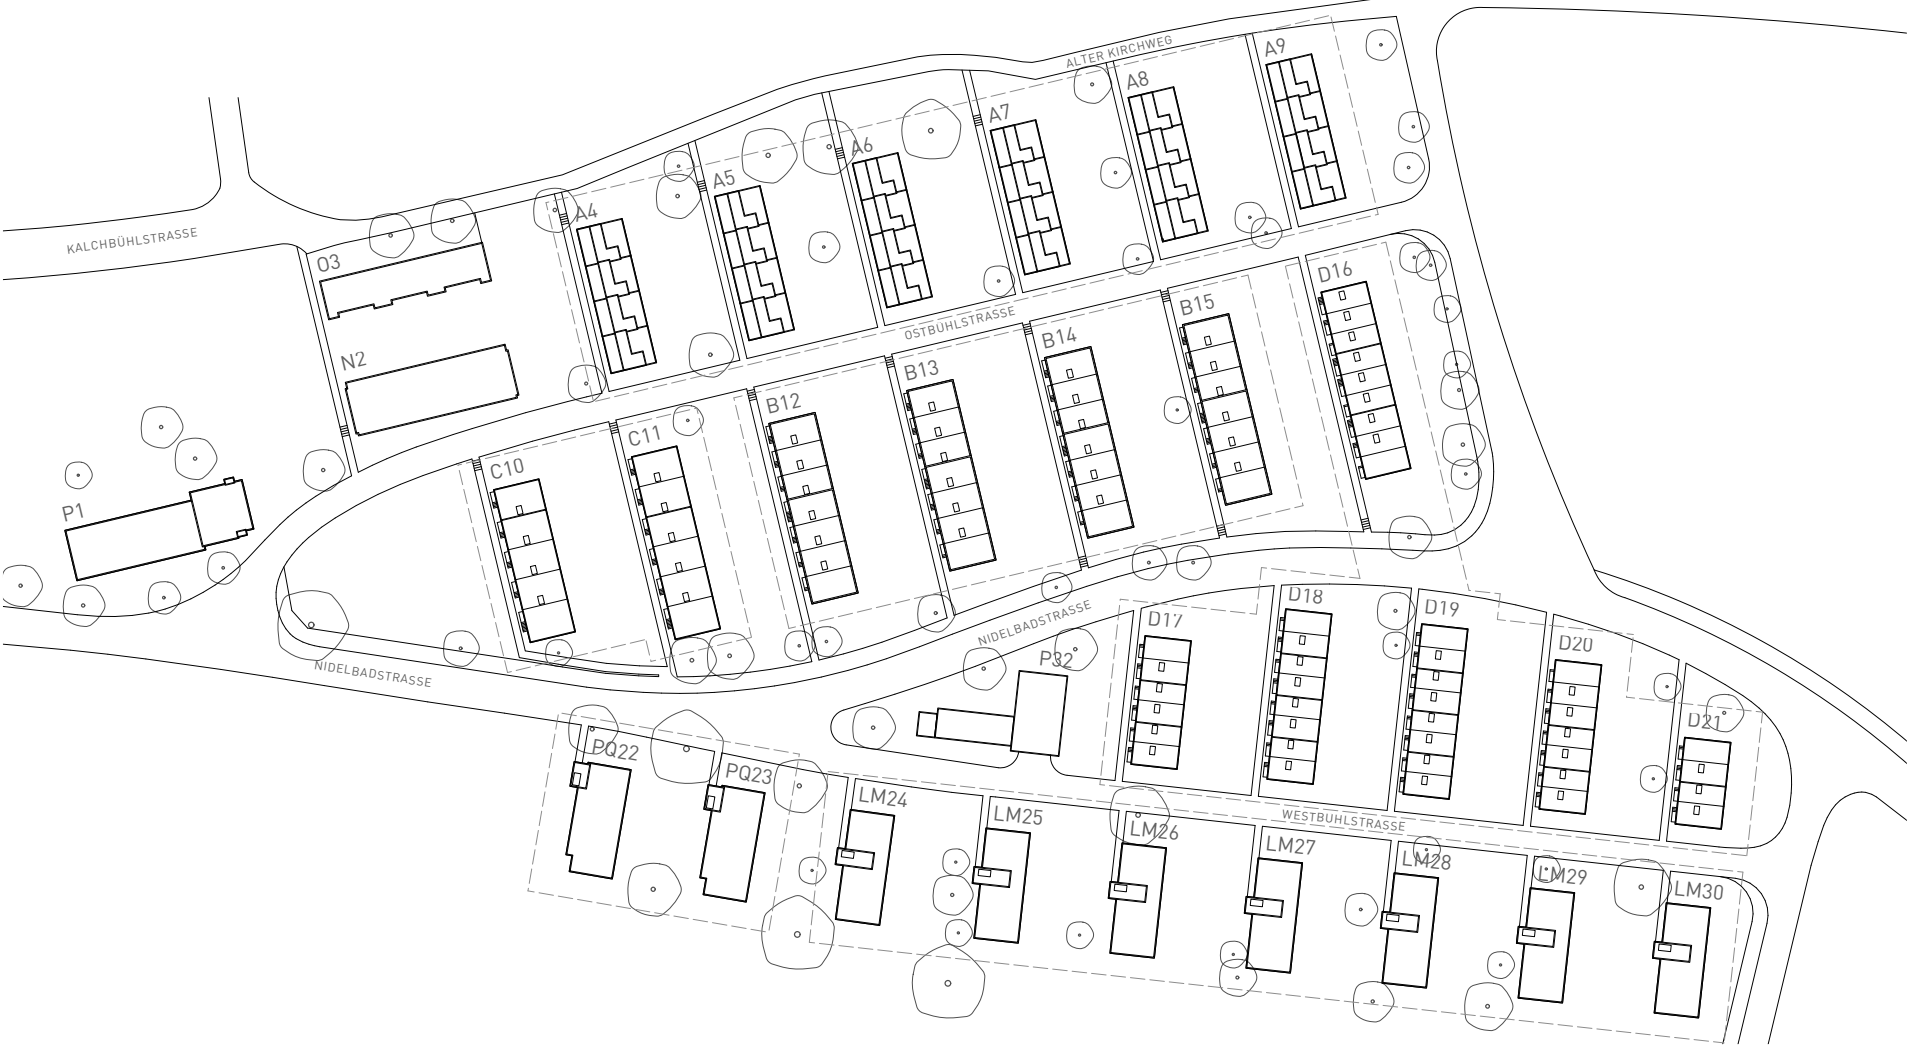 ALTER KIRCHWEG
A9
A8
A7
A6
A5
A4
KALCHBÜHLSTRASSE
O3
N2
P1
OSTBÜHLSTRASSE
D16
B15
B14
B13
B12
C11
C10
NIDELBADSTRASSE
NIDELBADSTRASSE
P32
D17
D18
D19
D20
D21
WESTBÜHLSTRASSE
PQ22
PQ23
LM24
LM25
LM26
LM27
LM28
LM29
LM30